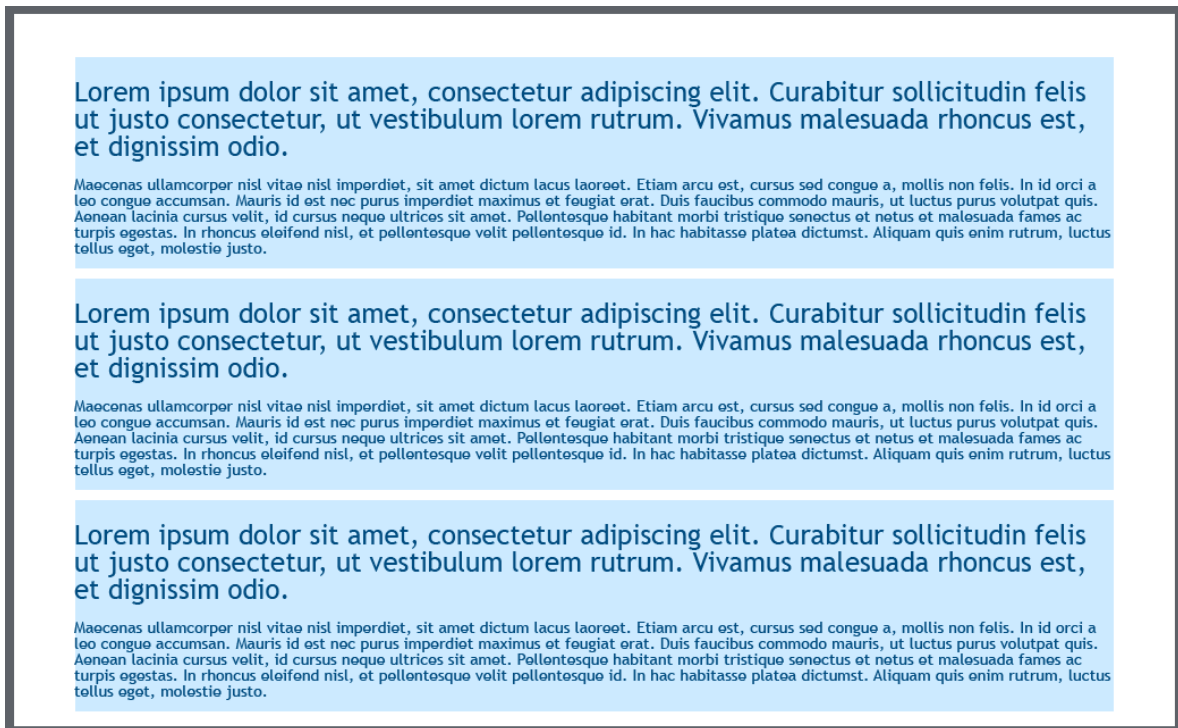 Lorem ipsum dolor sit amet, consectetur adipiscing elit. Curabitur sollicitudin felis
ut justo consectetur, ut vestibulum lorem rutrum. Vivamus malesuada rhoncus est,
et dignissim odio.
Maecenas ullamcorper nisl vitae nisl imperdiet, sit amet dictum lacus laoreet. Etiam arcu est, cursus sed congue a, mollis non felis. In id orci a
leo congue accumsan. Mauris id est nec purus imperdiet maximus et feugiat erat. Duis faucibus commodo mauris, ut luctus purus volutpat quis.
Aenean lacinia cursus velit, id cursus neque ultrices sit amet. Pellentesque habitant morbi tristique senectus et netus et malesuada fames ac
turpis egestas. In rhoncus eleifend nisl, et pellentesque velit pellentesque id. In hac habitasse platea dictumst. Aliquam quis enim rutrum, luctus
tellus eget, molestie justo.
Lorem ipsum dolor sit amet, consectetur adipiscing elit. Curabitur sollicitudin felis
ut justo consectetur, ut vestibulum lorem rutrum. Vivamus malesuada rhoncus est,
et dignissim odio.
Maecenas ullamcorper nisl vitae nisl imperdiet, sit amet dictum lacus laoreet. Etiam arcu est, cursus sed congue a, mollis non felis. In id orci a
leo congue accumsan. Mauris id est nec purus imperdiet maximus et feugiat erat. Duis faucibus commodo mauris, ut luctus purus volutpat quis.
Aenean lacinia cursus velit, id cursus neque ultrices sit amet. Pellentesque habitant morbi tristique senectus et netus et malesuada fames ac
turpis egestas. In rhoncus eleifend nisl, et pellentesque velit pellentesque id. In hac habitasse platea dictumst. Aliquam quis enim rutrum, luctus
tellus eget, molestie justo.
Lorem ipsum dolor sit amet, consectetur adipiscing elit. Curabitur sollicitudin felis
ut justo consectetur, ut vestibulum lorem rutrum. Vivamus malesuada rhoncus est,
et dignissim odio.
Maecenas ullamcorper nisl vitae nisl imperdiet, sit amet dictum lacus laoreet. Etiam arcu est, cursus sed congue a, mollis non felis. In id orci a
leo congue accumsan. Mauris id est nec purus imperdiet maximus et feugiat erat. Duis faucibus commodo mauris, ut luctus purus volutpat quis.
Aenean lacinia cursus velit, id cursus neque ultrices sit amet. Pellentesque habitant morbi tristique senectus et netus et malesuada fames ac
turpis egestas. In rhoncus eleifend nisl, et pellentesque velit pellentesque id. In hac habitasse platea dictumst. Aliquam quis enim rutrum, luctus
tellus eget, molestie justo.